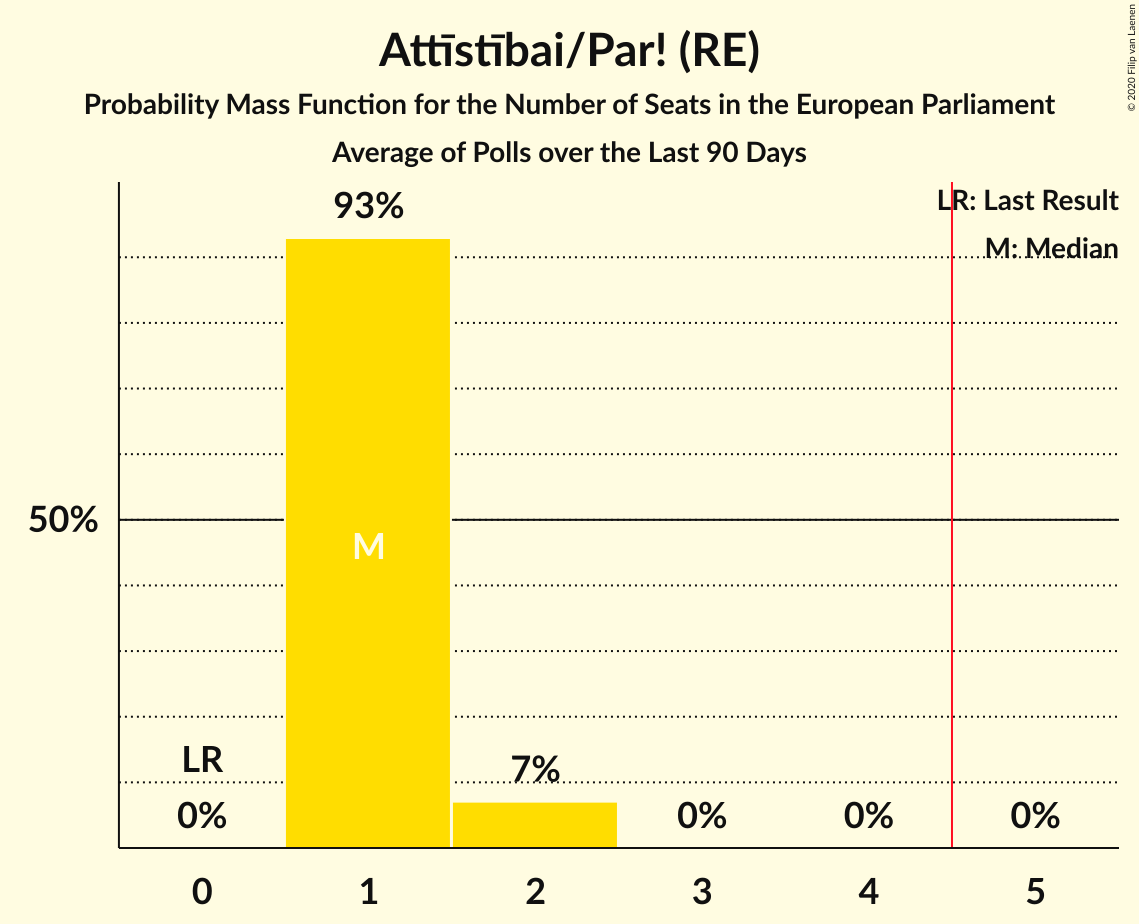 Attīstībai/Par! (RE)
Probability Mass Function for the Number of Seats in the European Parliament
Average of Polls over the Last 90 Days
© 2020 Filip van Laenen
LR: Last Result
M: Median
93%
50%
M
LR
7%
0%
0%
0%
0%
0 1 2 3 4 5